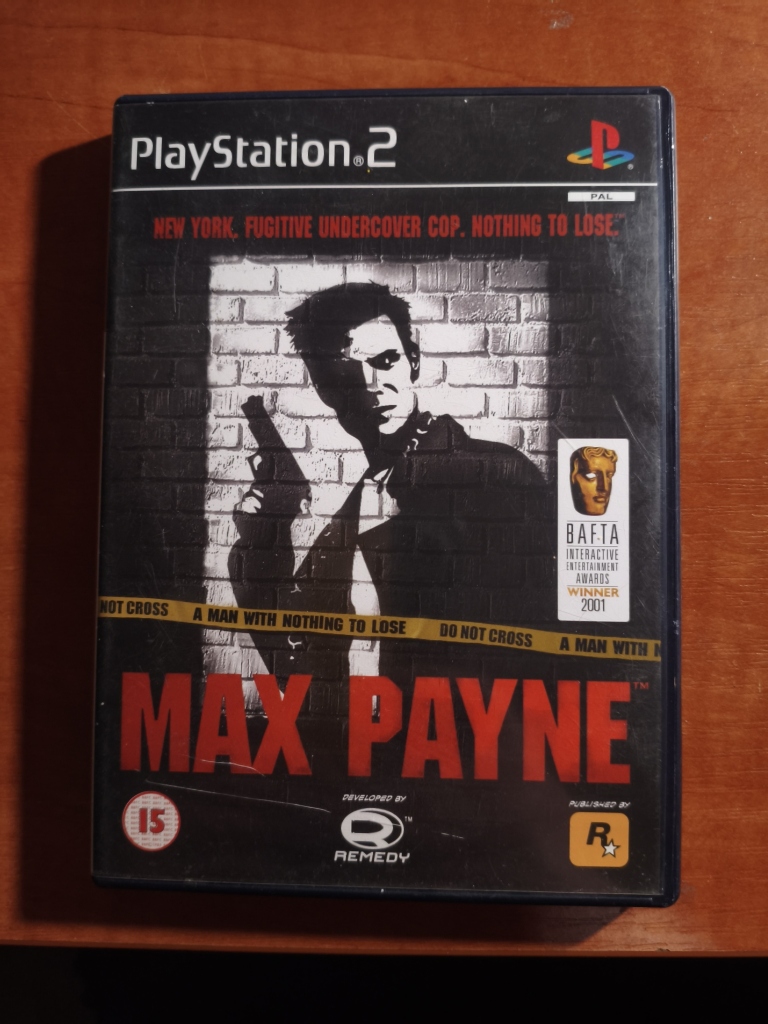 PlayStation®2
PAL
NEW YORK. FUGITIVE UNDERCOVER COP. NOTHING TO LOSE.™
BAFTA
INTERACTIVE
ENTERTAINMENT
AWARDS
WINNER
2001
NOT CROSS A MAN WITH NOTHING TO LOSE DO NOT CROSS A MAN WITH N
MAX PAYNE™
15
DEVELOPED BY
R™
REMEDY
PUBLISHED BY
R